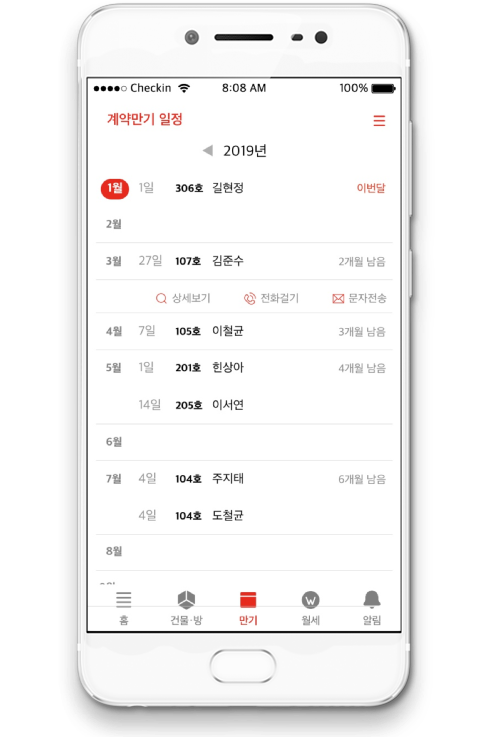 Checkin 8:08 AM 100%
계약만기 일정
2019년
1월 1일 306호 길현정 이번달
2월
3월 27일 107호 김준수 2개월 남음
상세보기 전화걸기 문자전송
4월 7일 105호 이철균 3개월 남음
5월 1일 201호 힌상아 4개월 남음
14일 205호 이서연
6월
7월 4일 104호 주지태 6개월 남음
4일 104호 도철균
8월
홈 건물·방 만기 월세 알림